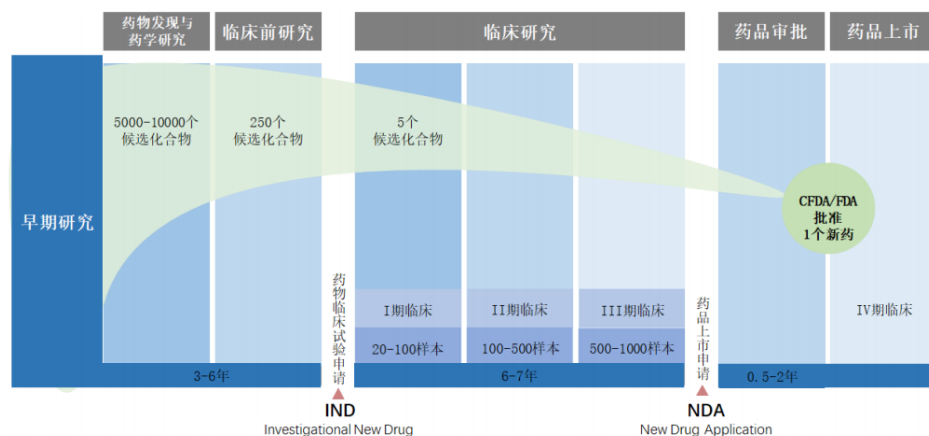 药物发现与
药学研究
临床前研究
临床研究
药品审批
药品上市
早期研究
5000-10000个
候选化合物
250个
候选化合物
5个
候选化合物
CFDA/FDA
批准
1个新药
药物临床试验申请
I期临床
II期临床
III期临床
药品上市申请
IV期临床
20-100样本
100-500样本
500-1000样本
3-6年
6-7年
0.5-2年
IND
Investigational New Drug
NDA
New Drug Application